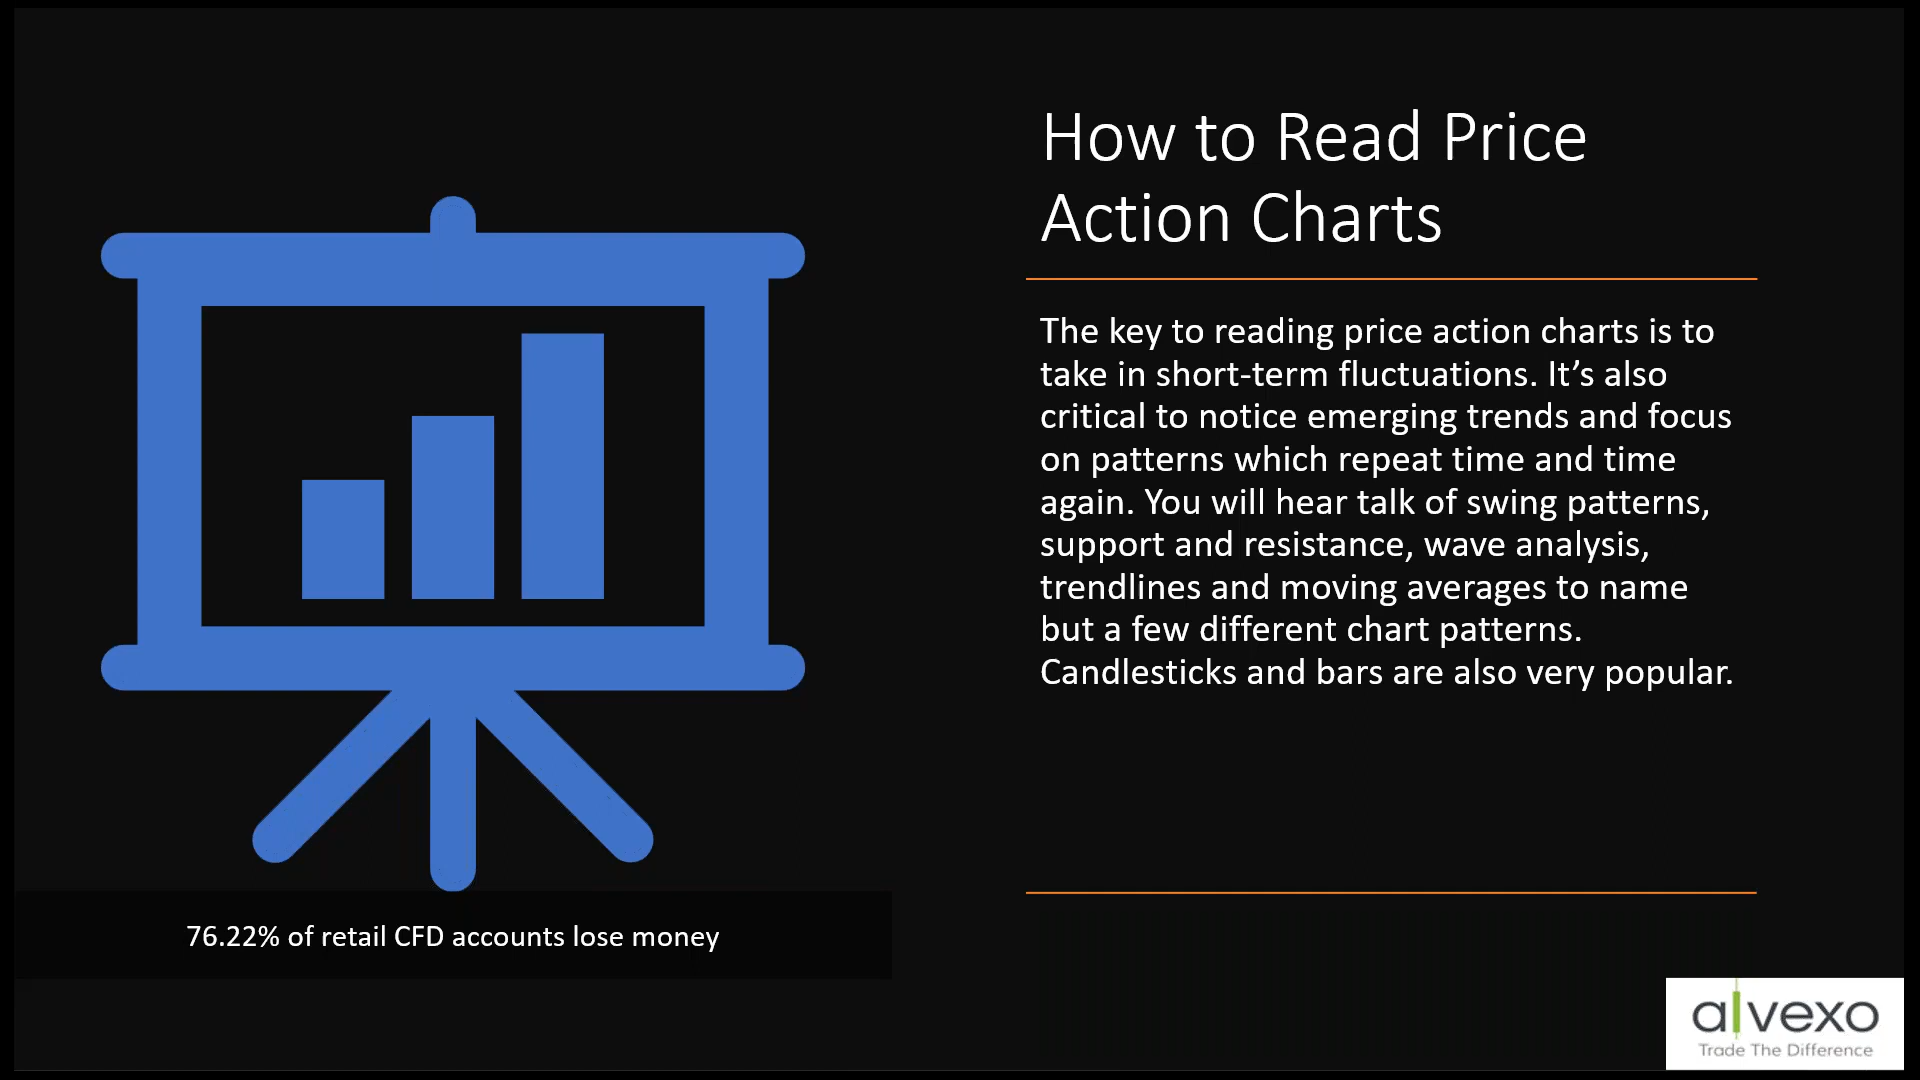 How to Read Price
Action Charts
The key to reading price action charts is to
take in short-term fluctuations. It’s also
critical to notice emerging trends and focus
on patterns which repeat time and time
again. You will hear talk of swing patterns,
support and resistance, wave analysis,
trendlines and moving averages to name
but a few different chart patterns.
Candlesticks and bars are also very popular.
76.22% of retail CFD accounts lose money
alvexo
Trade The Difference